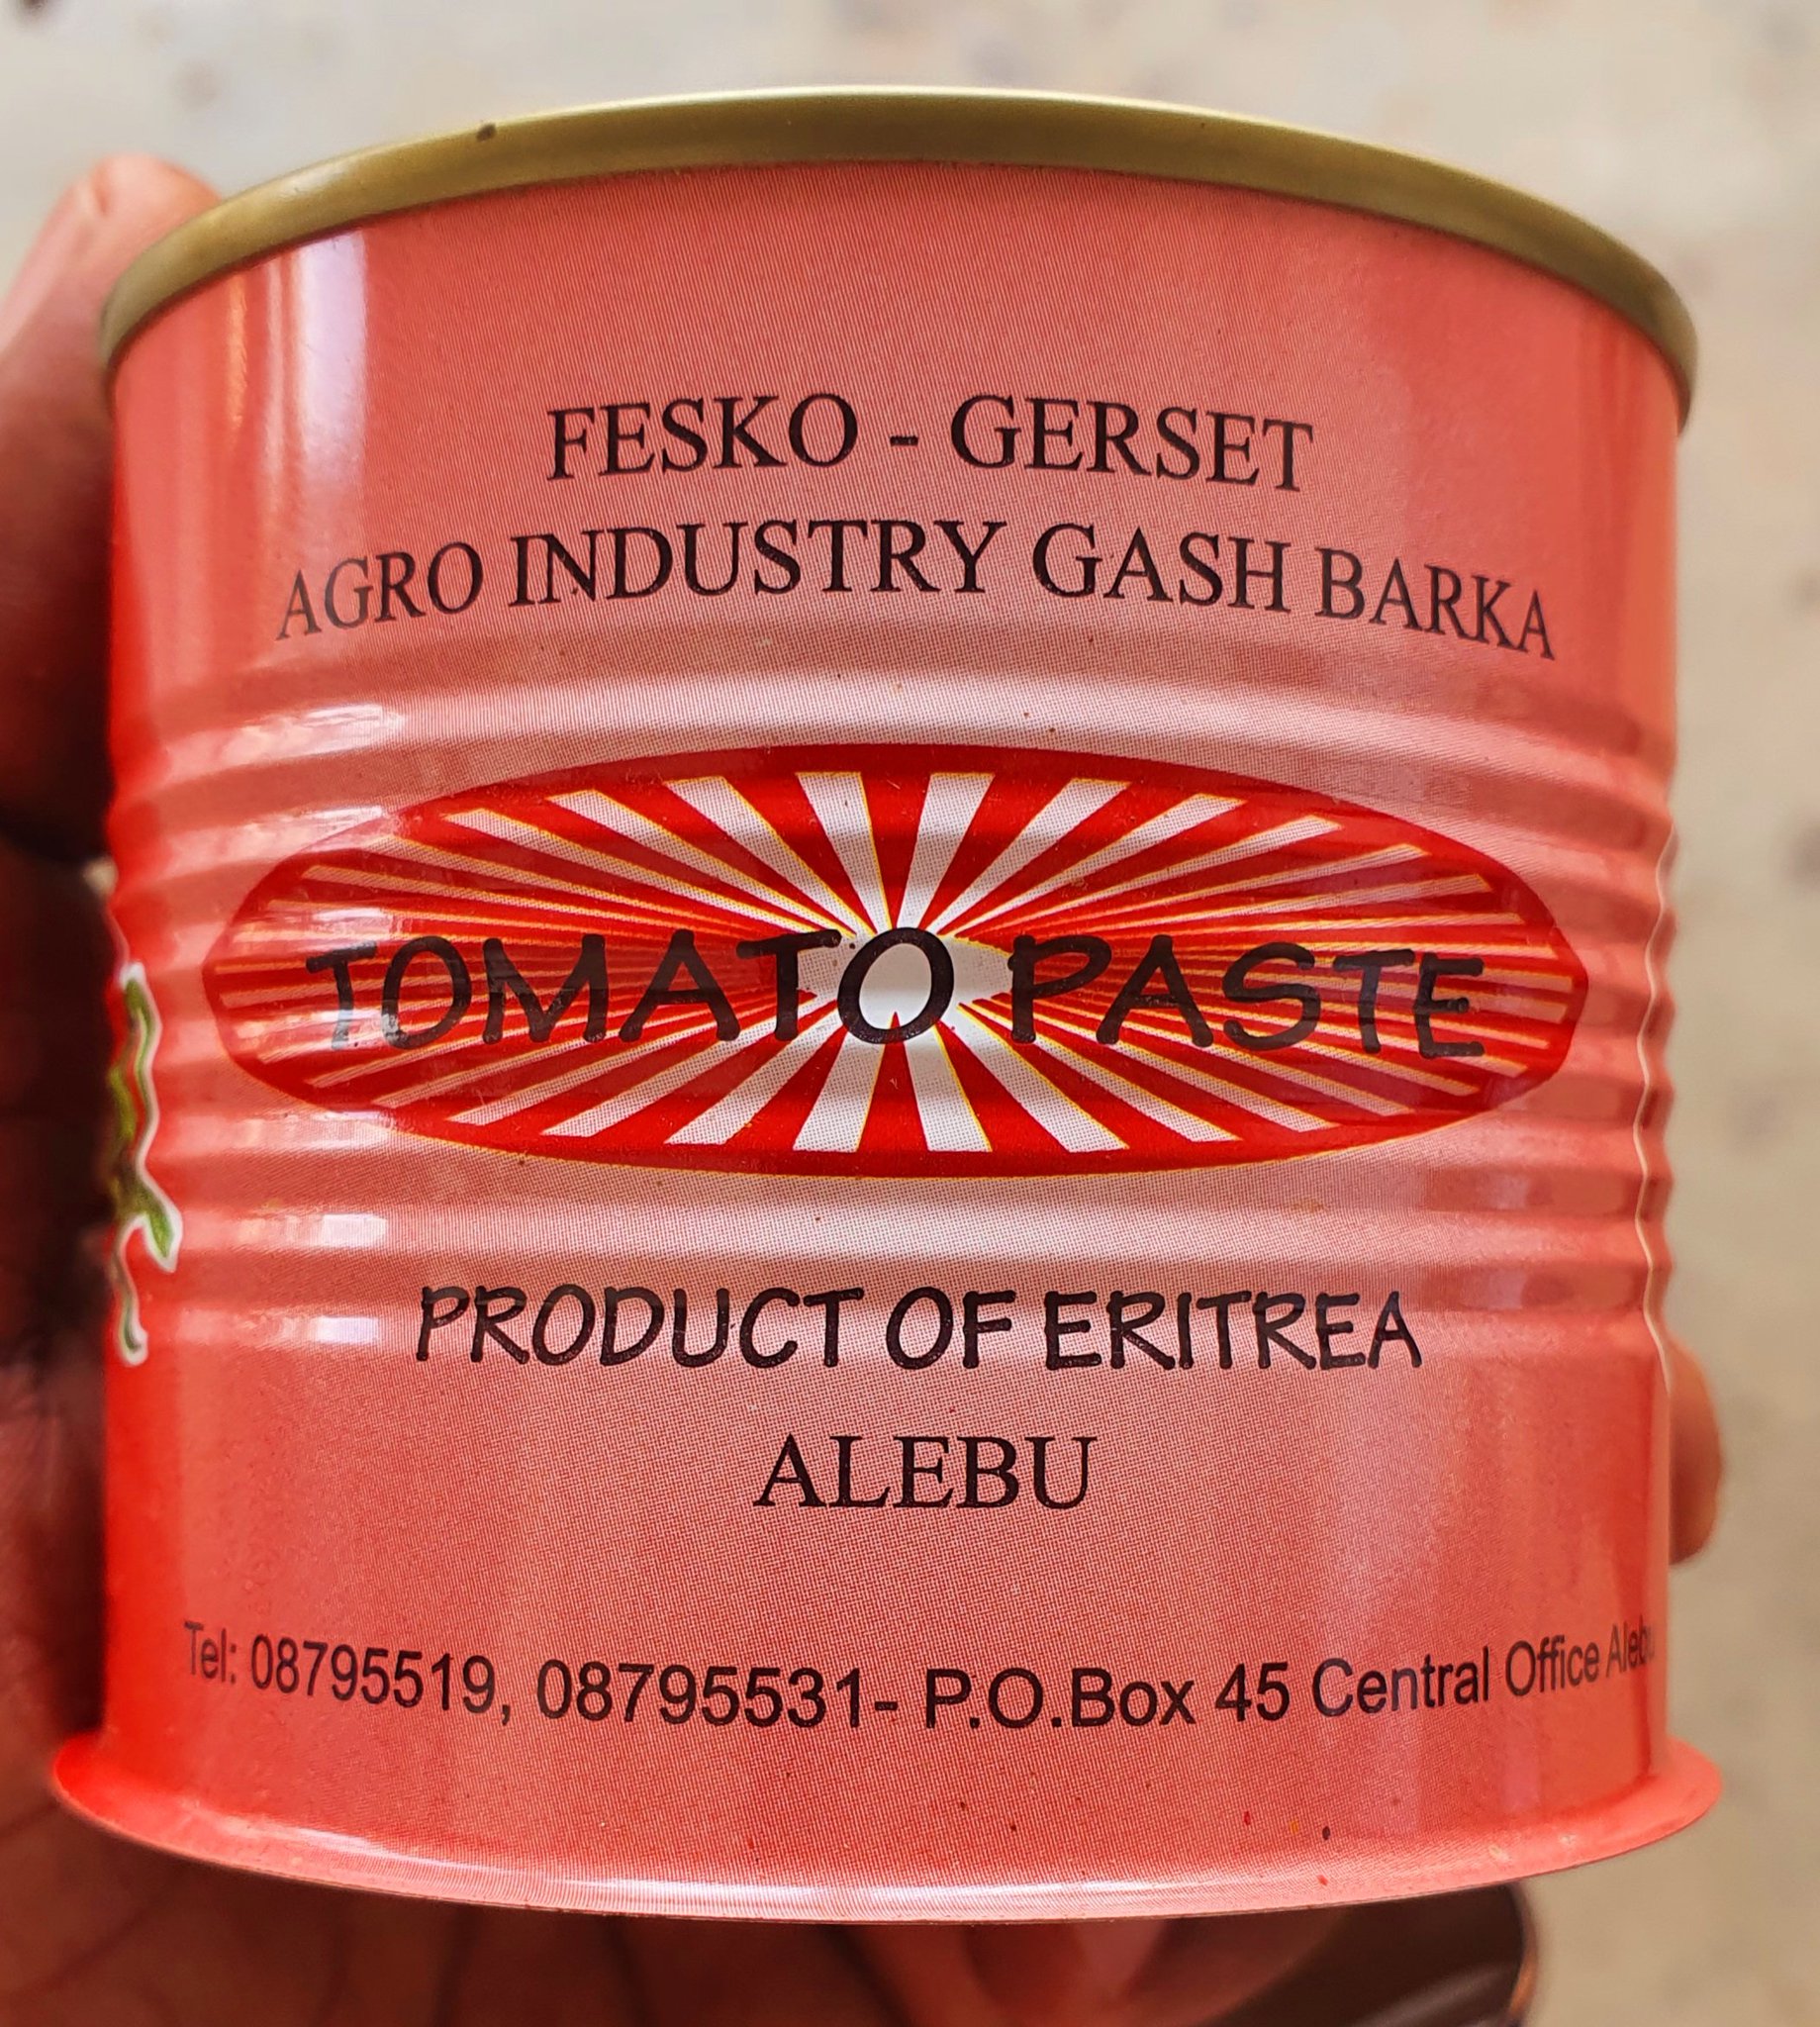 FESKO - GERSET
AGRO INDUSTRY GASH BARKA
TOMATO PASTE
PRODUCT OF ERITREA
ALEBU
Tel: 08795519, 08795531- P.O.Box 45 Central Office Alebu